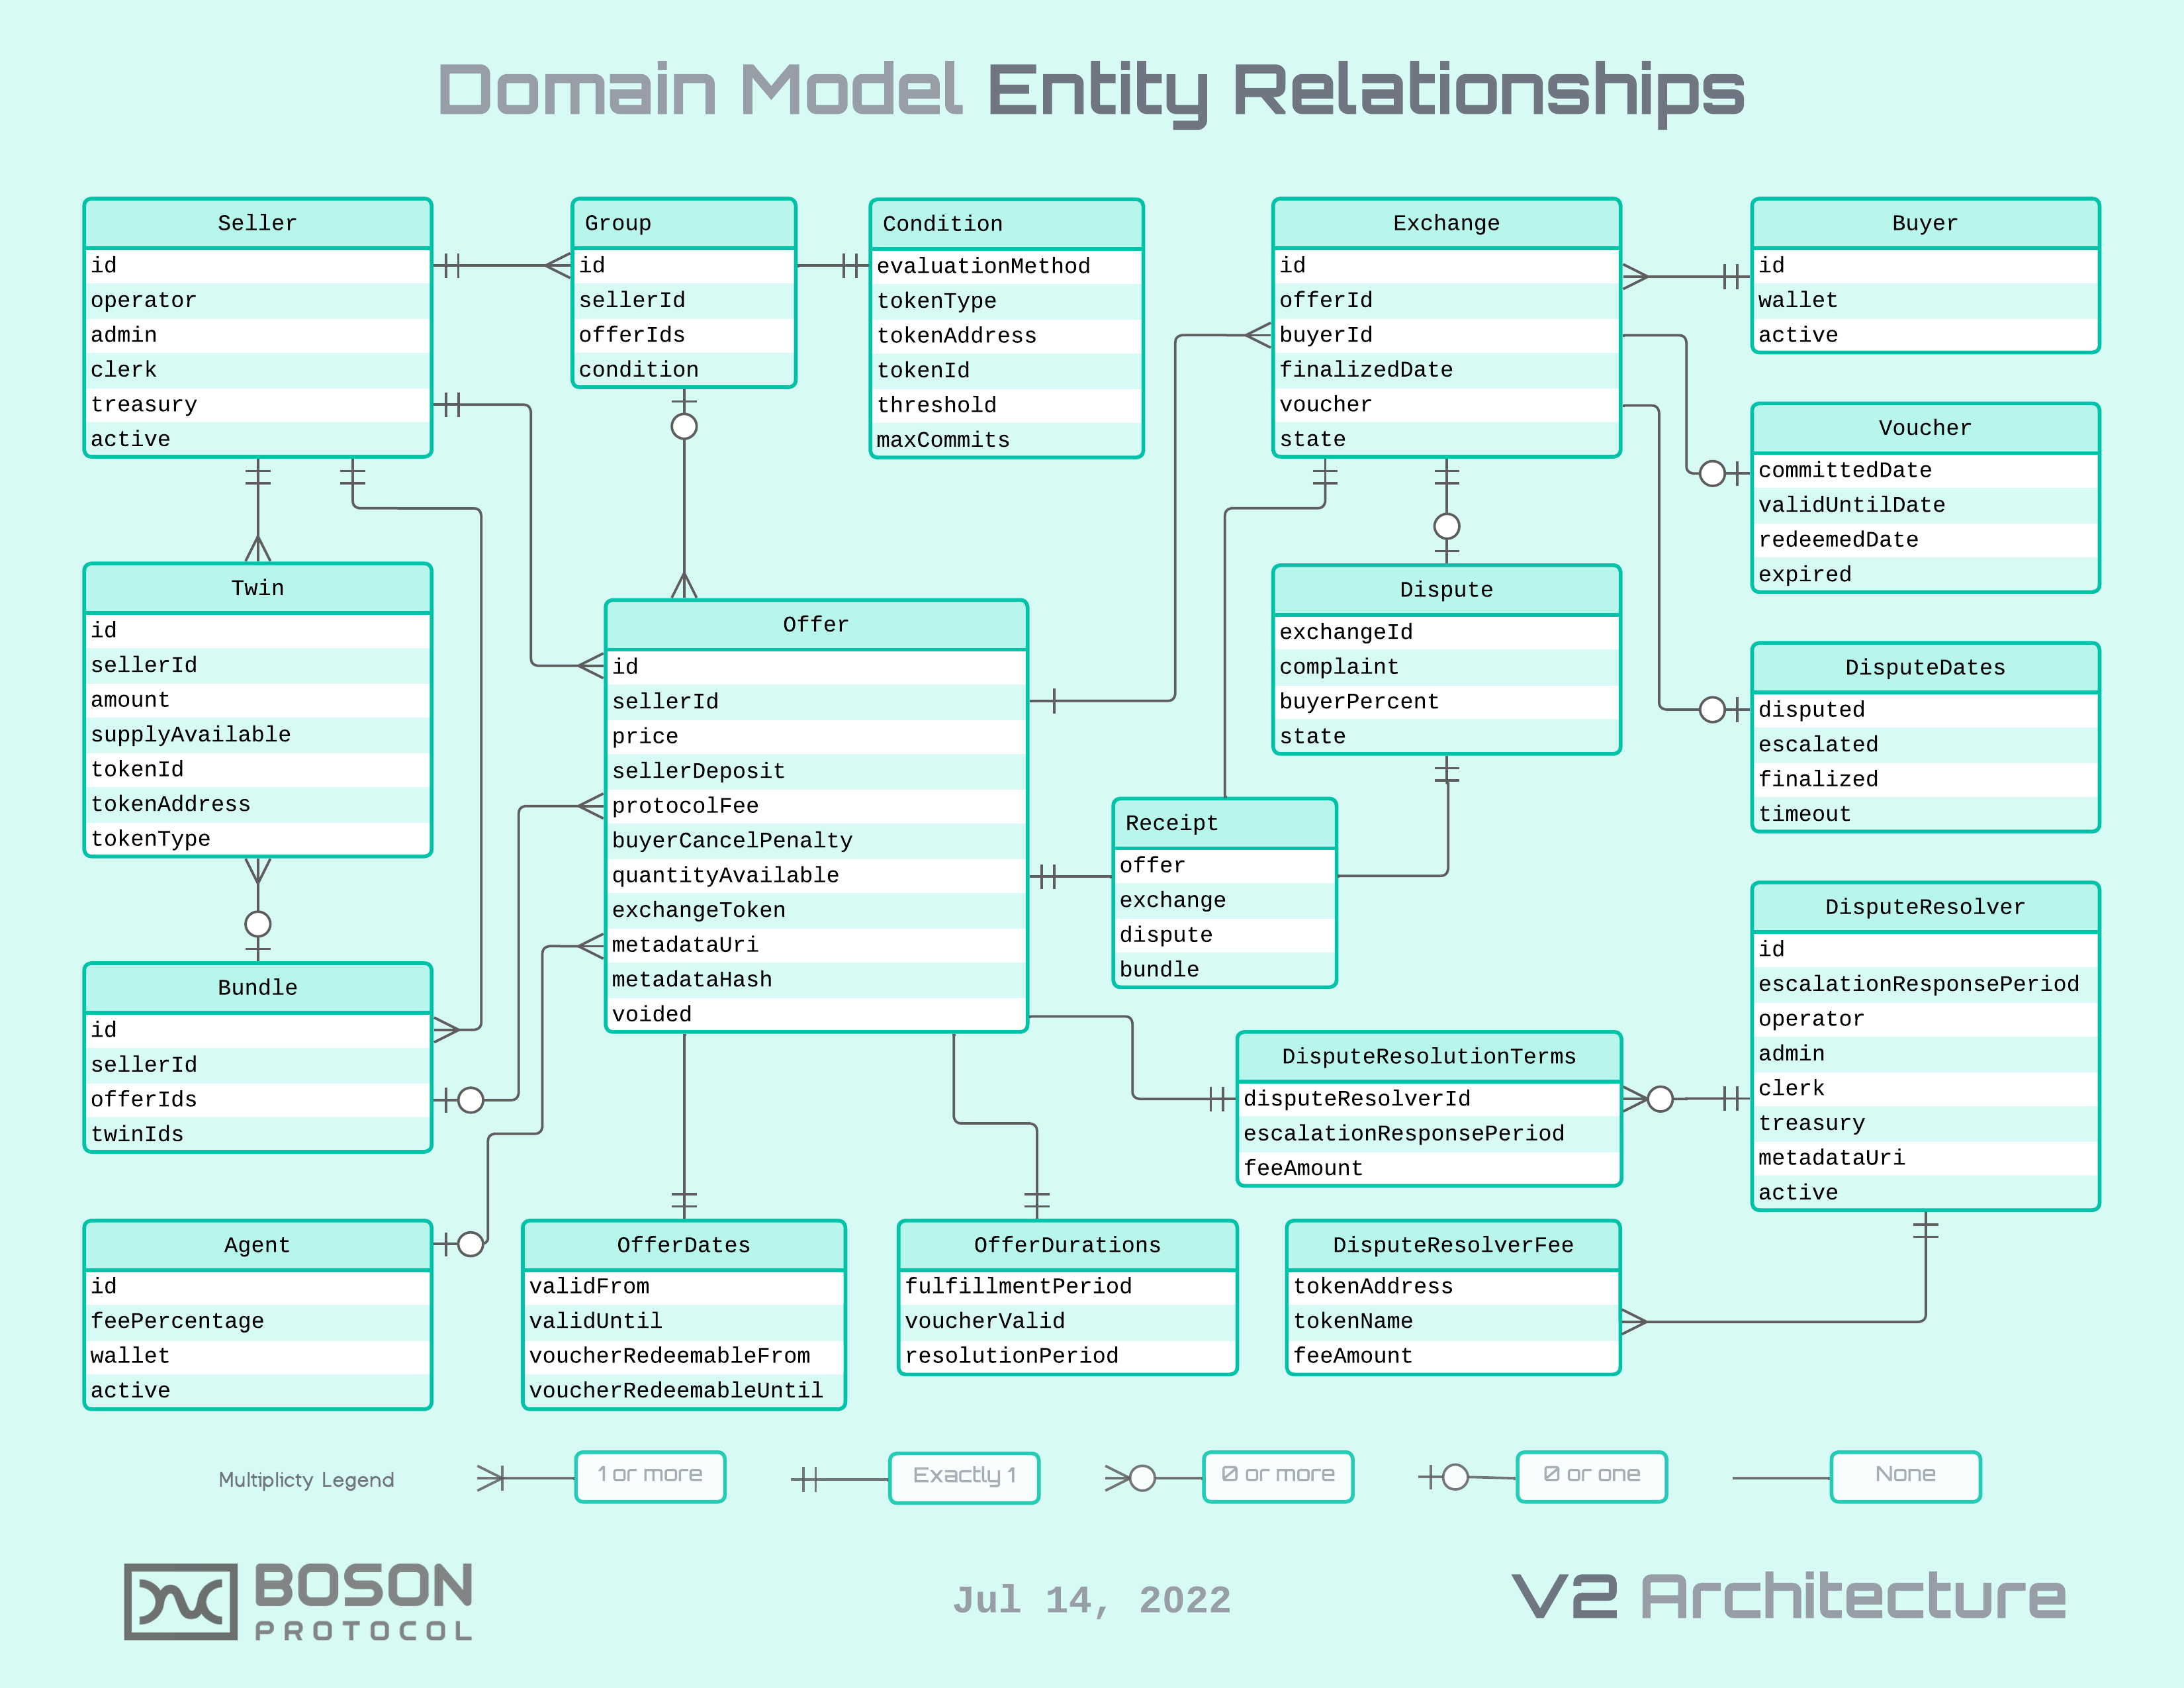 Domain Model Entity Relationships
Seller
id
operator
admin
clerk
treasury
active
Group
id
sellerId
offerIds
condition
Condition
evaluationMethod
tokenType
tokenAddress
tokenId
threshold
maxCommits
Exchange
id
offerId
buyerId
finalizedDate
voucher
state
Buyer
id
wallet
active
Voucher
committedDate
validUntilDate
redeemedDate
expired
Twin
id
sellerId
amount
supplyAvailable
tokenId
tokenAddress
tokenType
Offer
id
sellerId
price
sellerDeposit
protocolFee
buyerCancelPenalty
quantityAvailable
exchangeToken
metadataUri
metadataHash
voided
Dispute
exchangeId
complaint
buyerPercent
state
DisputeDates
disputed
escalated
finalized
timeout
Receipt
offer
exchange
dispute
bundle
DisputeResolver
id
escalationResponsePeriod
operator
admin
clerk
treasury
metadataUri
active
Bundle
id
sellerId
offerIds
twinIds
DisputeResolutionTerms
disputeResolverId
escalationResponsePeriod
feeAmount
Agent
id
feePercentage
wallet
active
OfferDates
validFrom
validUntil
voucherRedeemableFrom
voucherRedeemableUntil
OfferDurations
fulfillmentPeriod
voucherValid
resolutionPeriod
DisputeResolverFee
tokenAddress
tokenName
feeAmount
Multiplicty Legend
1 or more
Exactly 1
0 or more
0 or one
None
BOSON
PROTOCOL
Jul 14, 2022
V2 Architecture